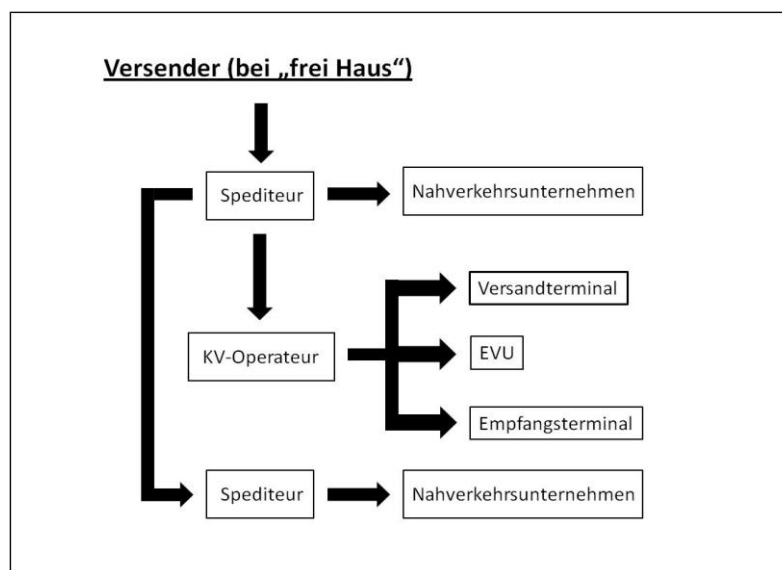 Versender (bei „frei Haus“)
Spediteur
Nahverkehrsunternehmen
Versandterminal
KV-Operateur
EVU
Empfangsterminal
Spediteur
Nahverkehrsunternehmen